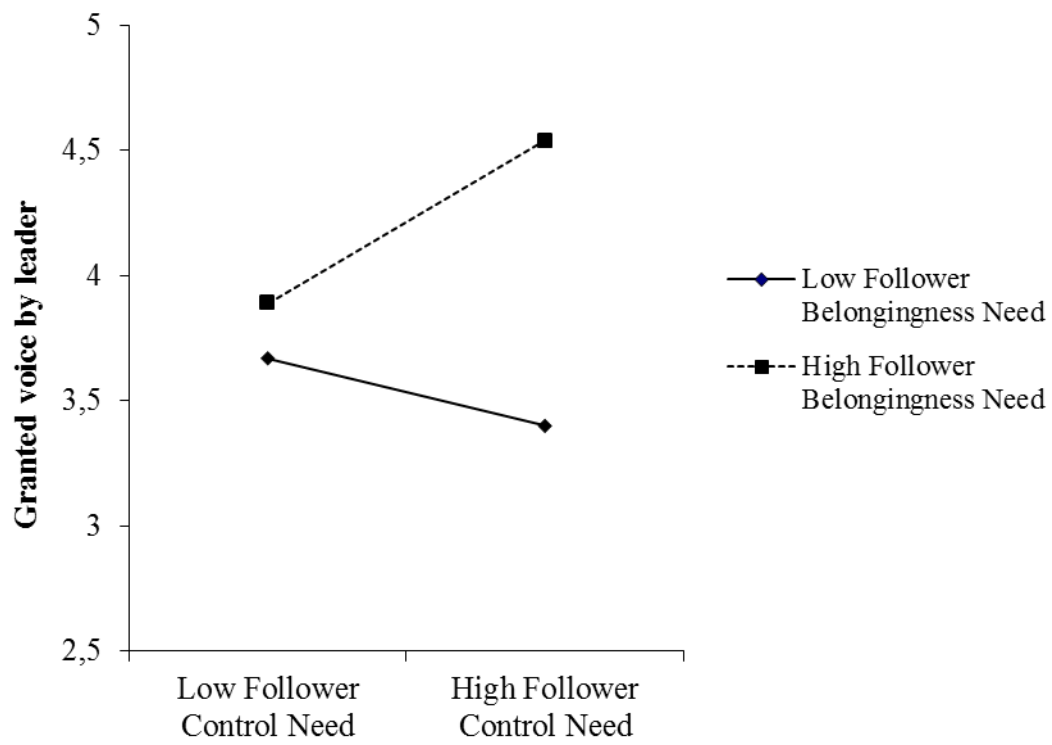 5
4,5
4
3,5
3
2,5
Granted voice by leader
Low Follower
Control Need
High Follower
Control Need
Low Follower
Belongingness Need
High Follower
Belongingness Need